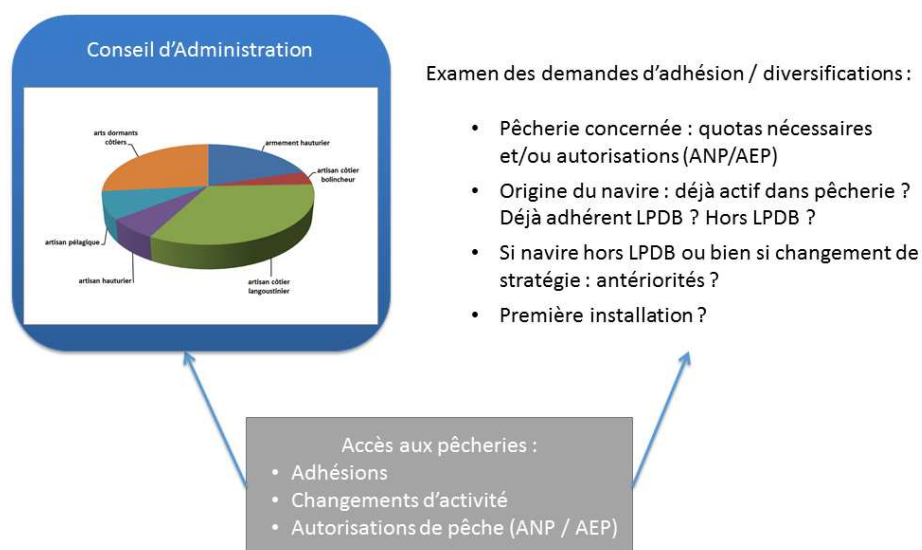 Conseil d’Administration
arts dormants
côtiers
armement hauturier
artisan côtier
bolincheur
artisan pélagique
artisan hauturier
artisan côtier
langoustinier
Examen des demandes d’adhésion / diversifications :
• Pêcherie concernée : quotas nécessaires
et/ou autorisations (ANP/AEP)
• Origine du navire : déjà actif dans pêcherie ?
Déjà adhérent LPDB ? Hors LPDB ?
• Si navire hors LPDB ou bien si changement de
stratégie : antériorités ?
• Première installation ?
Accès aux pêcheries :
• Adhésions
• Changements d’activité
• Autorisations de pêche (ANP / AEP)